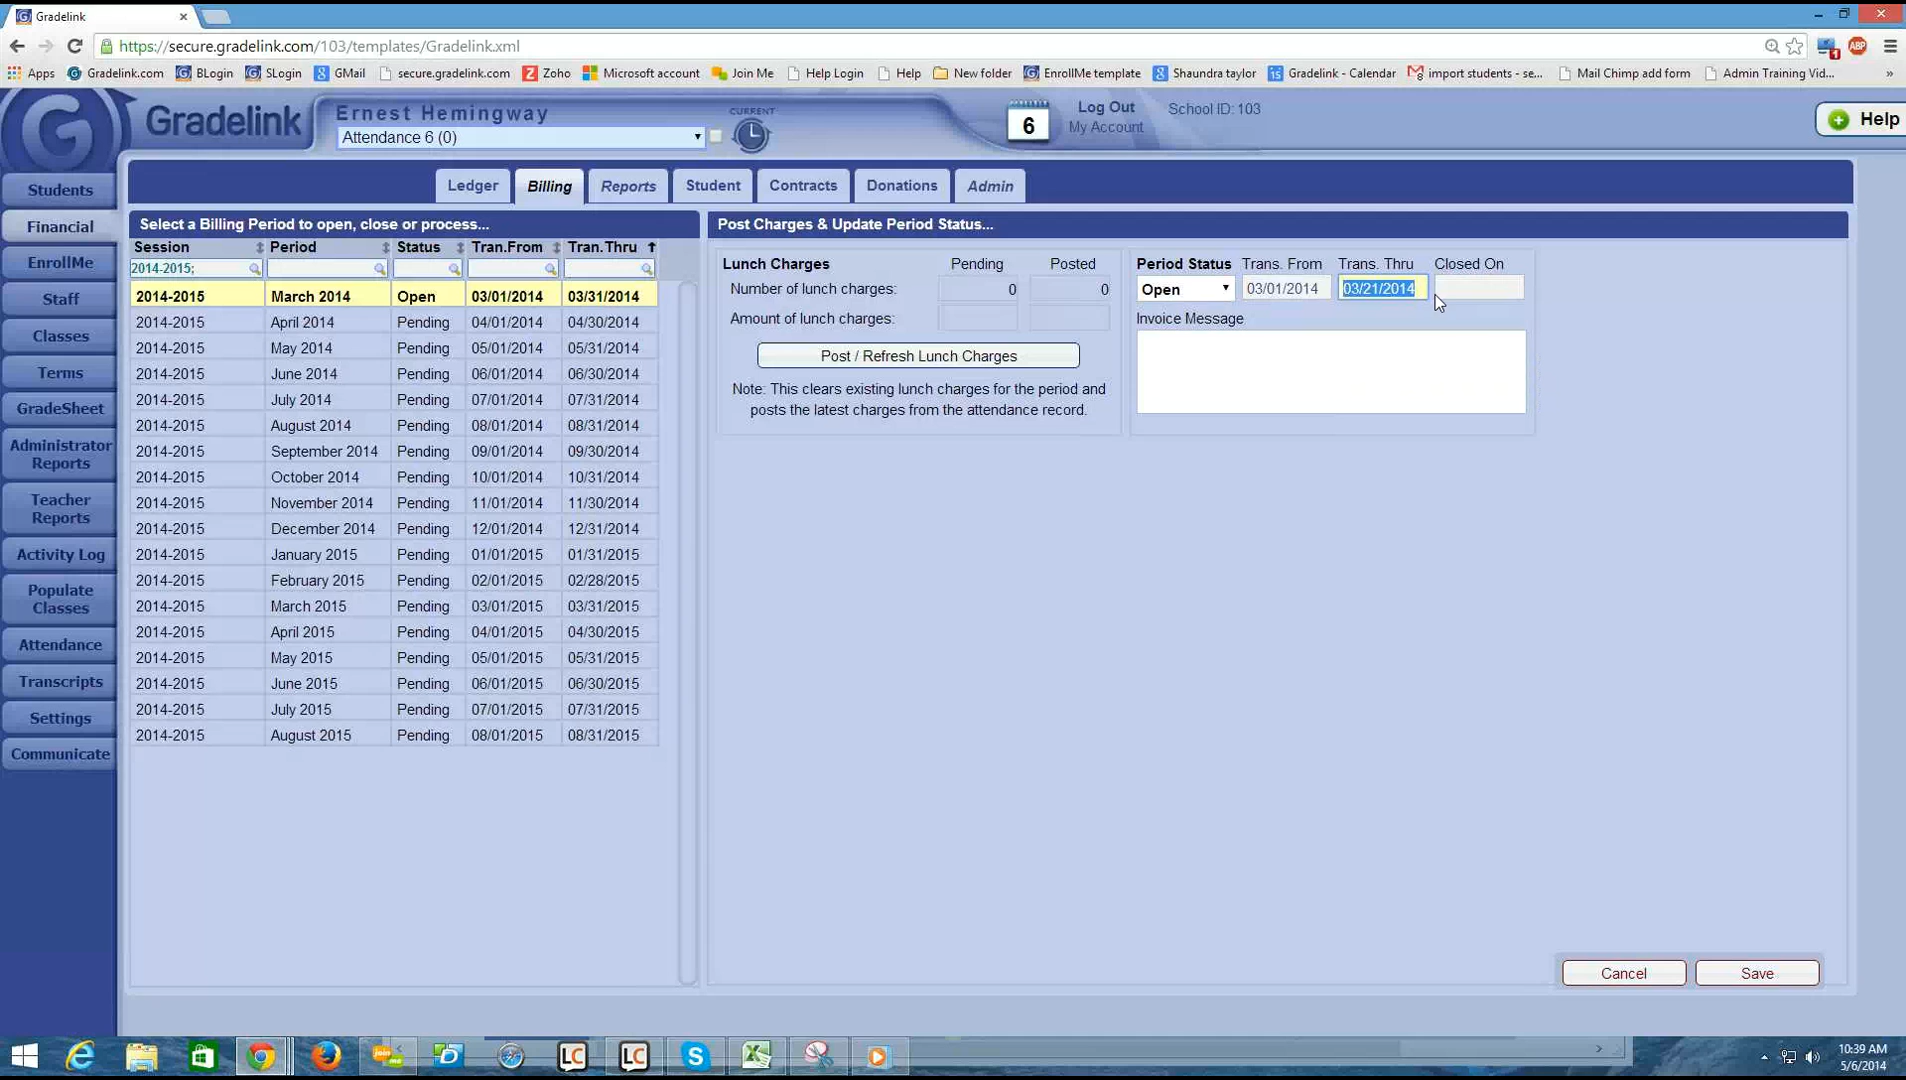 Gradelink
https://secure.gradelink.com/103/templates/Gradelink.xml
Apps Gradelink.com BLogin SLogin GMail secure.gradelink.com Zoho Microsoft account Join Me Help Login Help New folder EnrollMe template Shaundra taylor Gradelink - Calendar import students - se... Mail Chimp add form Admin Training Vid... »
Gradelink
Ernest Hemingway
Attendance 6 (0)
CURRENT
6
Log Out
My Account
School ID: 103
Help
Students
Financial
EnrollMe
Staff
Classes
Terms
GradeSheet
Administrator
Reports
Teacher
Reports
Activity Log
Populate
Classes
Attendance
Transcripts
Settings
Communicate
Ledger Billing Reports Student Contracts Donations Admin
Select a Billing Period to open, close or process...
Session Period Status Tran.From Tran.Thru
2014-2015;
2014-2015 March 2014 Open 03/01/2014 03/31/2014
2014-2015 April 2014 Pending 04/01/2014 04/30/2014
2014-2015 May 2014 Pending 05/01/2014 05/31/2014
2014-2015 June 2014 Pending 06/01/2014 06/30/2014
2014-2015 July 2014 Pending 07/01/2014 07/31/2014
2014-2015 August 2014 Pending 08/01/2014 08/31/2014
2014-2015 September 2014 Pending 09/01/2014 09/30/2014
2014-2015 October 2014 Pending 10/01/2014 10/31/2014
2014-2015 November 2014 Pending 11/01/2014 11/30/2014
2014-2015 December 2014 Pending 12/01/2014 12/31/2014
2014-2015 January 2015 Pending 01/01/2015 01/31/2015
2014-2015 February 2015 Pending 02/01/2015 02/28/2015
2014-2015 March 2015 Pending 03/01/2015 03/31/2015
2014-2015 April 2015 Pending 04/01/2015 04/30/2015
2014-2015 May 2015 Pending 05/01/2015 05/31/2015
2014-2015 June 2015 Pending 06/01/2015 06/30/2015
2014-2015 July 2015 Pending 07/01/2015 07/31/2015
2014-2015 August 2015 Pending 08/01/2015 08/31/2015
Post Charges & Update Period Status...
Lunch Charges Pending Posted
Number of lunch charges: 0 0
Amount of lunch charges:
Post / Refresh Lunch Charges
Note: This clears existing lunch charges for the period and
posts the latest charges from the attendance record.
Period Status Trans. From Trans. Thru Closed On
Open 03/01/2014 03/21/2014
Invoice Message
Cancel Save
10:39 AM
5/6/2014